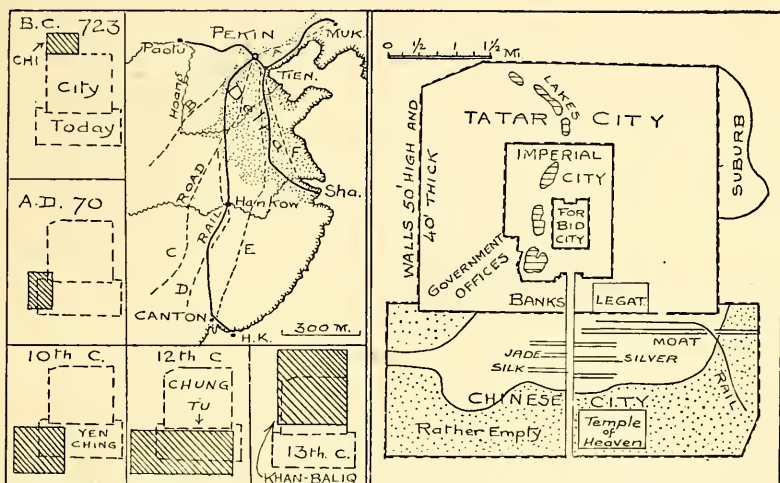 B.C. 723
CHI
City
Today
A.D. 70
10th C.
YEN
CHING
12th C
CHUNG
TU
13th C.
KHAN-BALIQ
PEKIN
MUK.
Paotu
TIEN.
Hoang
A
B
Delta
F
ROAD
RAIL
Hankow
Sha.
C
D
E
CANTON
H.K.
300 M.
0 1/2 1 1 1/2 Mi
LAKES
TATAR CITY
SUBURB
WALLS 50' HIGH AND
40' THICK
IMPERIAL
CITY
FOR
BID
CITY
GOVERNMENT
OFFICES
BANKS
LEGAT.
MOAT
JADE
SILVER
SILK
RAIL
CHINESE CITY
Rather Empty
Temple
of
Heaven